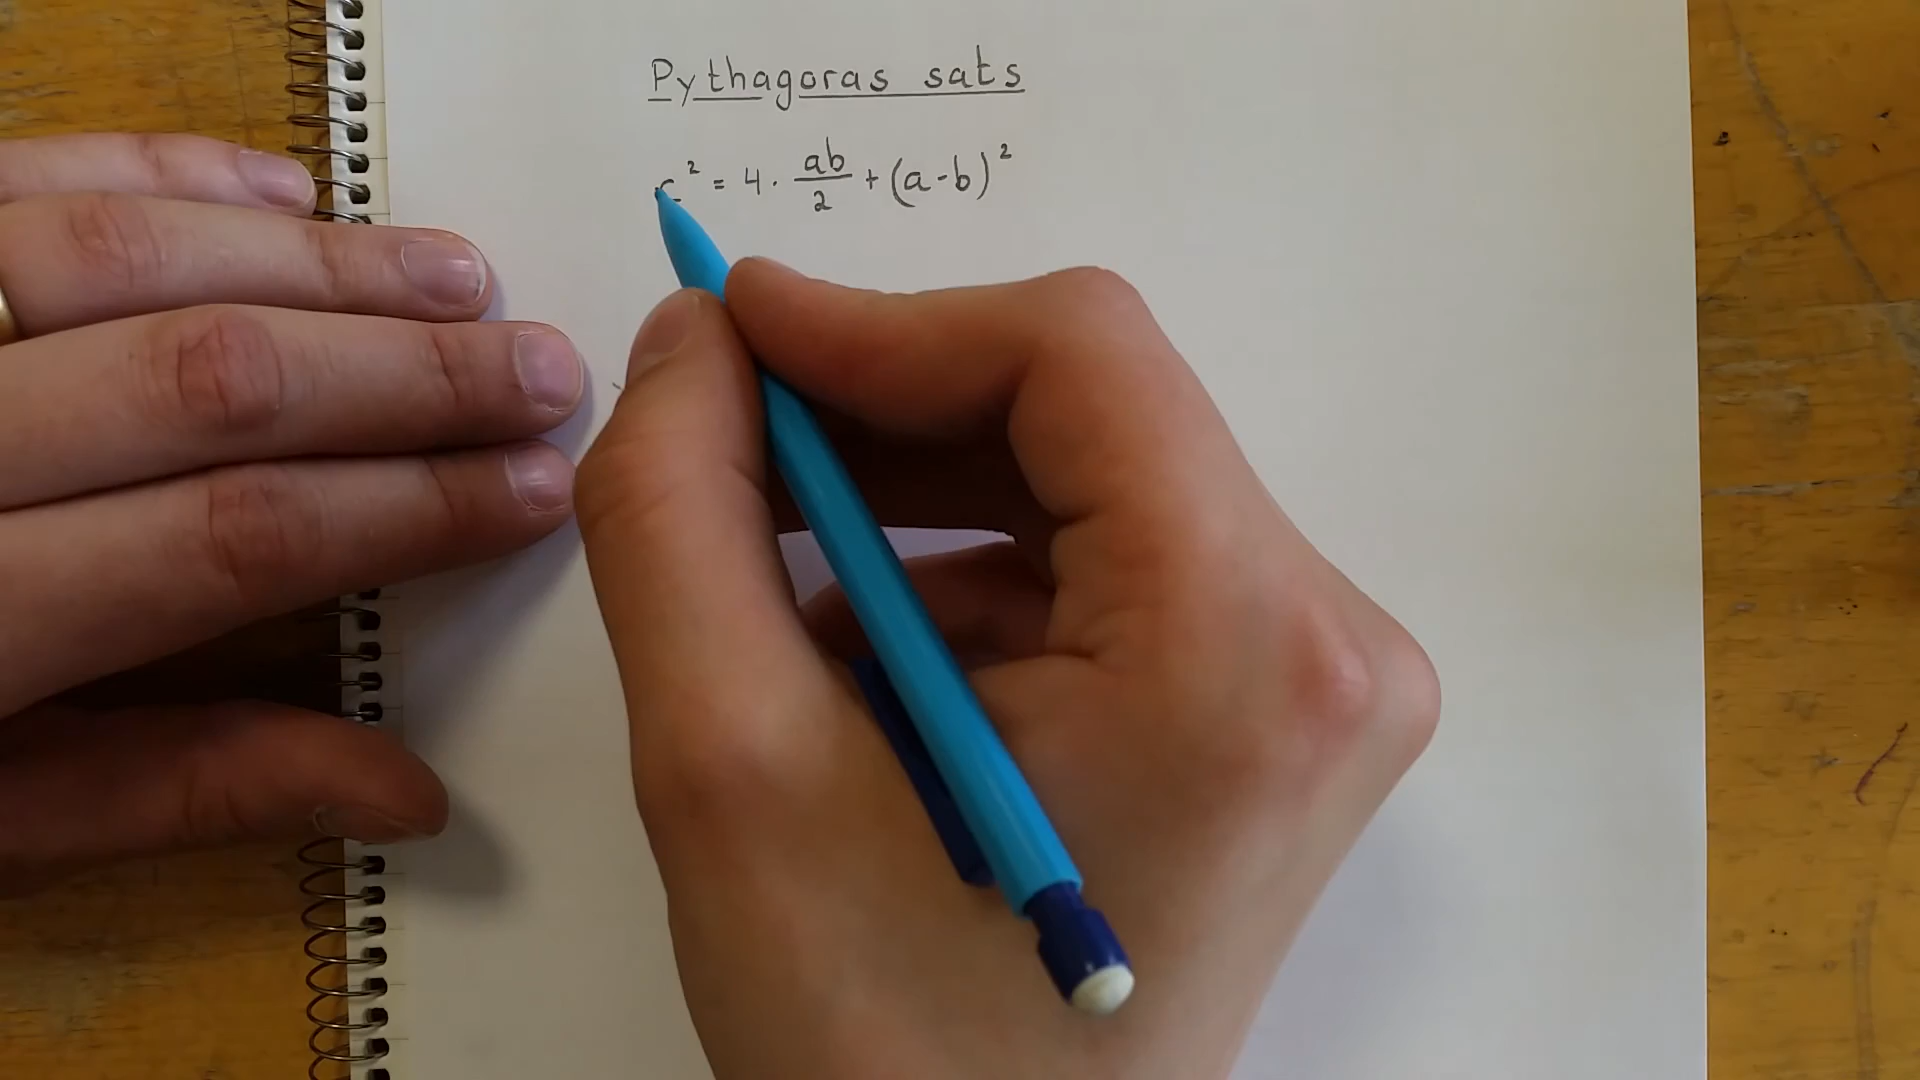 Pythagoras sats
c² = 4 · ab/2 + (a-b)²